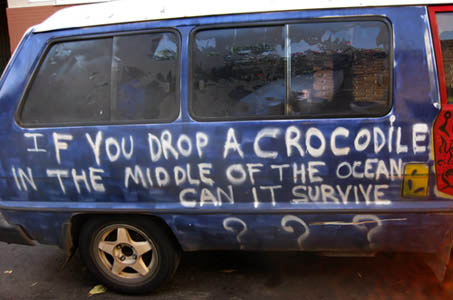 IF YOU DROP A CROCODILE
IN THE MIDDLE OF THE OCEAN
CAN IT SURVIVE
???